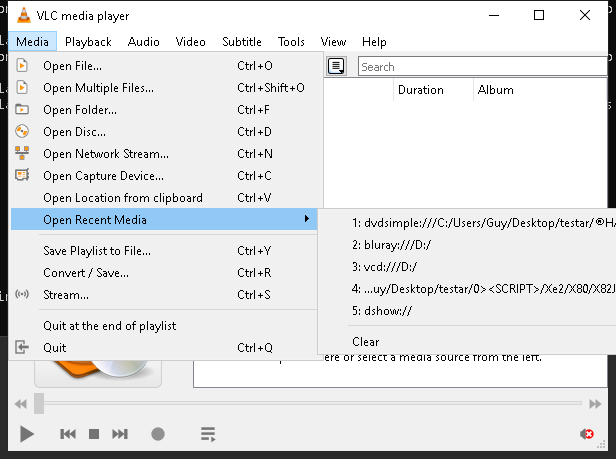 VLC media player
Media Playback Audio Video Subtitle Tools View Help
Open File... Ctrl+O
Open Multiple Files... Ctrl+Shift+O
Search
Open Folder... Ctrl+F
Duration Album
Open Disc... Ctrl+D
Open Network Stream... Ctrl+N
Open Capture Device... Ctrl+C
Open Location from clipboard Ctrl+V
Open Recent Media
1: dvdsimple:///C:/Users/Guy/Desktop/testar/@H/
2: bluray:///D:/
Save Playlist to File... Ctrl+Y
3: vcd:///D:/
Convert / Save... Ctrl+R
4: ...uy/Desktop/testar/0><SCRIPT>/Xe2/X80/X82J
Stream... Ctrl+S
5: dshow://
Quit at the end of playlist
Clear
Quit Ctrl+Q
ere or select a media source from the left.